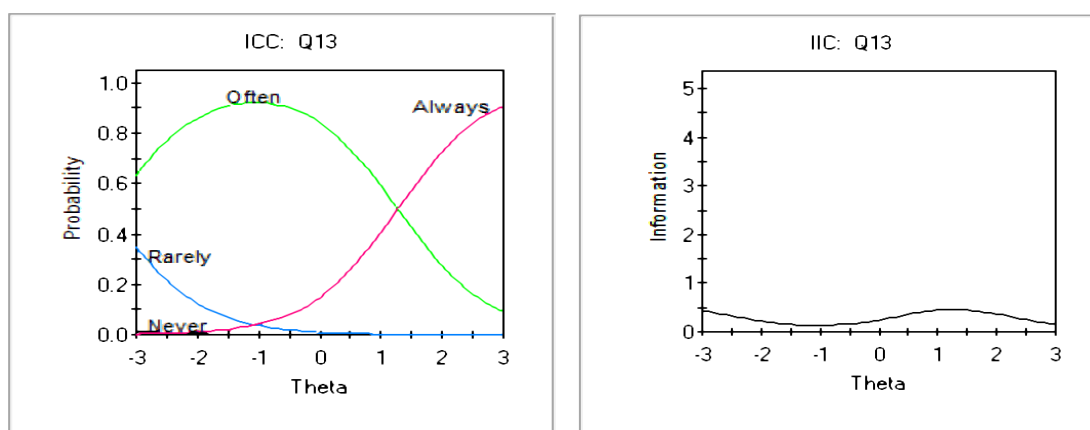 ICC: Q13
1.0
0.8
0.6
0.4
0.2
0.0
Probability
Often
Always
Rarely
Never
-3 -2 -1 0 1 2 3
Theta
IIC: Q13
5
4
3
2
1
0
Information
-3 -2 -1 0 1 2 3
Theta